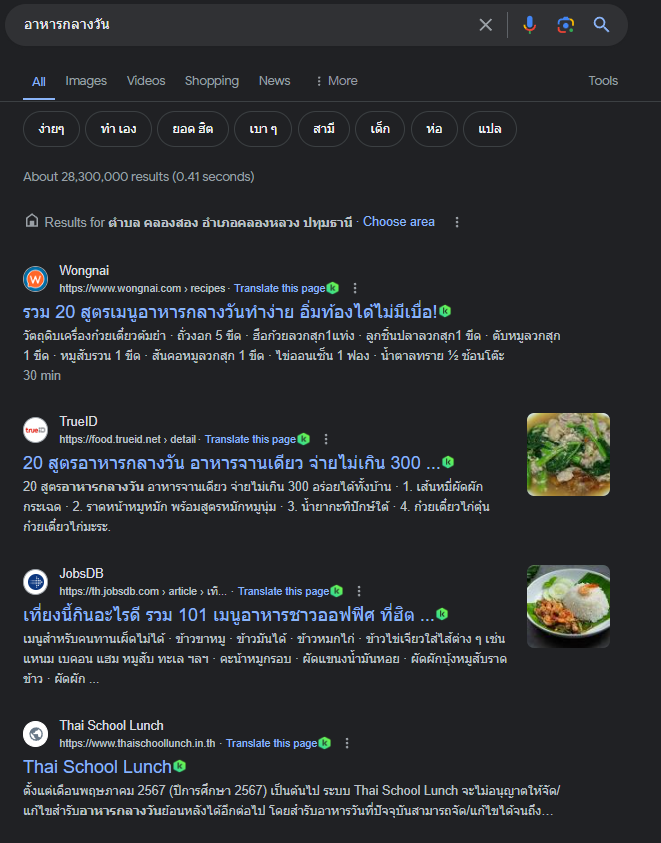 อาหารกลางวัน
All Images Videos Shopping News More Tools
ง่ายๆ ทํา เอง ยอด ฮิต เบา ๆ สามี เด็ก ห่อ แปล
About 28,300,000 results (0.41 seconds)
Results for ตำบล คลองสอง อำเภอคลองหลวง ปทุมธานี · Choose area
Wongnai
https://www.wongnai.com › recipes · Translate this page
รวม 20 สูตรเมนูอาหารกลางวันทำง่าย อิ่มท้องได้ไม่มีเบื่อ!
วัตถุดิบเครื่องก๋วยเตี๋ยวต้มยำ · ถั่วงอก 5 ขีด · ฮือก้วยลวกสุก1แท่ง · ลูกชิ้นปลาลวกสุก1 ขีด · ตับหมูลวกสุก
1 ขีด · หมูสับรวน 1 ขีด · สันคอหมูลวกสุก 1 ขีด · ไข่ออนเซ็น 1 ฟอง · น้ำตาลทราย ½ ช้อนโต๊ะ
30 min
TrueID
https://food.trueid.net › detail · Translate this page
20 สูตรอาหารกลางวัน อาหารจานเดียว จ่ายไม่เกิน 300 ...
20 สูตรอาหารกลางวัน อาหารจานเดียว จ่ายไม่เกิน 300 อร่อยได้ทั้งบ้าน · 1. เส้นหมี่ผัดผัก
กระเฉด · 2. ราดหน้าหมูหมัก พร้อมสูตรหมักหมูนุ่ม · 3. น้ำยากะทิปักษ์ใต้ · 4. ก๋วยเตี๋ยวไก่ตุ๋น
ก๋วยเตี๋ยวไก่มะระ.
JobsDB
https://th.jobsdb.com › article › เที... · Translate this page
เที่ยงนี้กินอะไรดี รวม 101 เมนูอาหารชาวออฟฟิศ ที่ฮิต ...
เมนูสำหรับคนทานเผ็ดไม่ได้ · ข้าวขาหมู · ข้าวมันไก่ · ข้าวหมกไก่ · ข้าวไข่เจียวใส่ไส้ต่าง ๆ เช่น
แหนม เบคอน แฮม หมูสับ ทะเล ฯลฯ · คะน้าหมูกรอบ · ผัดแขนงน้ำมันหอย · ผัดผักบุ้งหมูสับราด
ข้าว · ผัดผัก ...
Thai School Lunch
https://www.thaischoollunch.in.th · Translate this page
Thai School Lunch
ตั้งแต่เดือนพฤษภาคม 2567 (ปีการศึกษา 2567) เป็นต้นไป ระบบ Thai School Lunch จะไม่อนุญาตให้จัด/
แก้ไขสำรับอาหารกลางวันย้อนหลังได้อีกต่อไป โดยสำรับอาหารวันที่ปัจจุบันสามารถจัด/แก้ไขได้จนถึง...